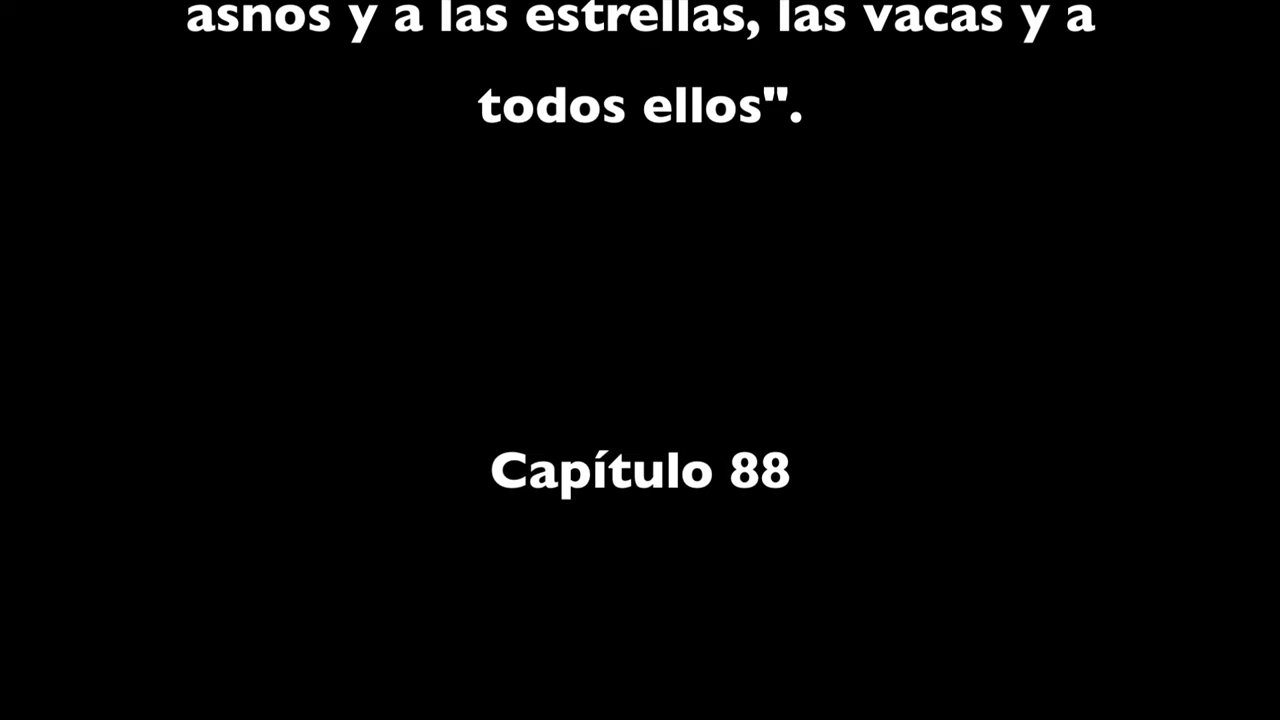 asnos y a las estrellas, las vacas y a
todos ellos".
Capítulo 88